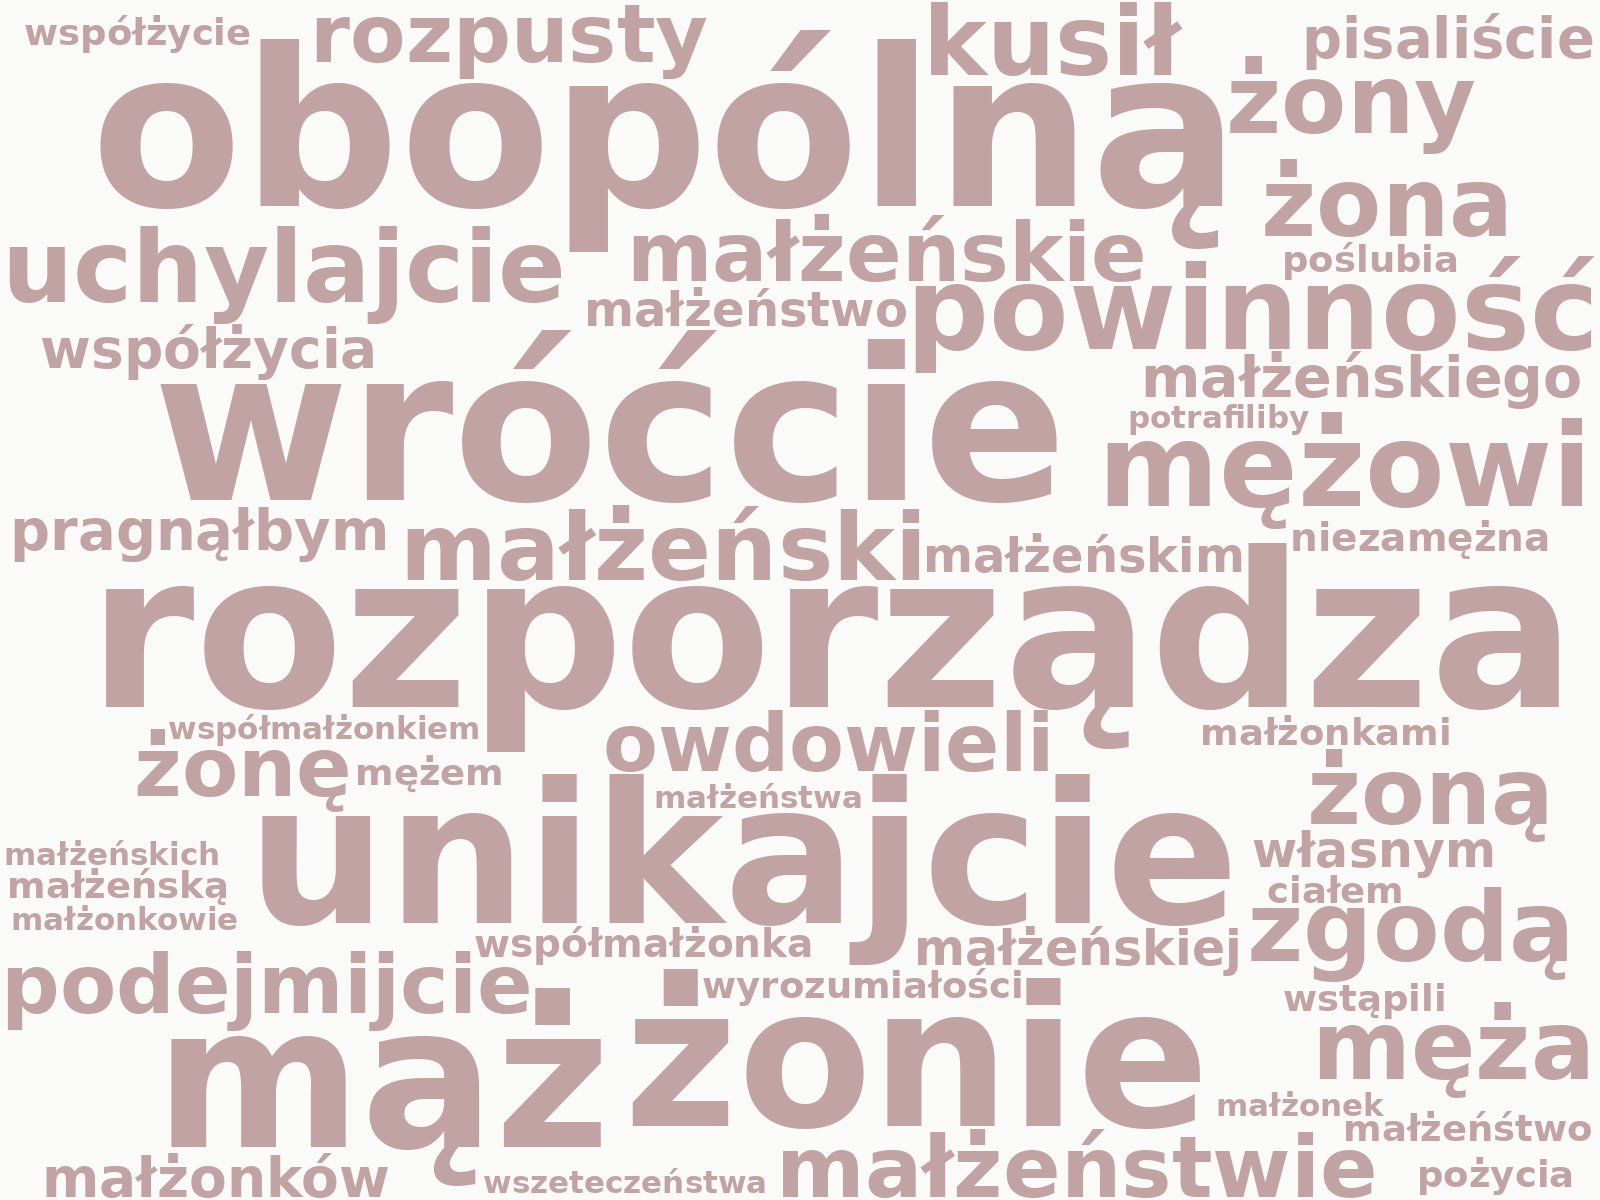 współżycie
rozpusty
kusił
pisaliście
obopólną
żony
żona
uchylajcie
małżeńskie
poślubia
małżeństwo
powinność
współżycia
wróćcie
małżeńskiego
potrafiliby
mężowi
pragnąłbym
małżeński
małżeńskim
niezamężna
rozporządza
współmałżonkiem
owdowieli
małżonkami
żonę
mężem
żoną
małżeństwa
unikajcie
małżeńskich
własnym
małżeńską
ciałem
małżonkowie
zgodą
współmałżonka
małżeńskiej
podejmijcie
wyrozumiałości
wstąpili
mąż
żonie
męża
małżonek
małżeńśtwo
małżonków
wszeteczeństwa
małżeństwie
pożycia